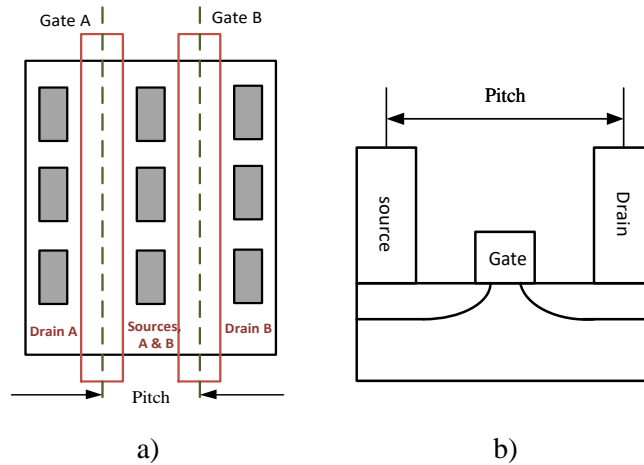 Gate A
Gate B
Drain A
Sources,
A & B
Drain B
Pitch
a)
Pitch
source
Gate
Drain
b)